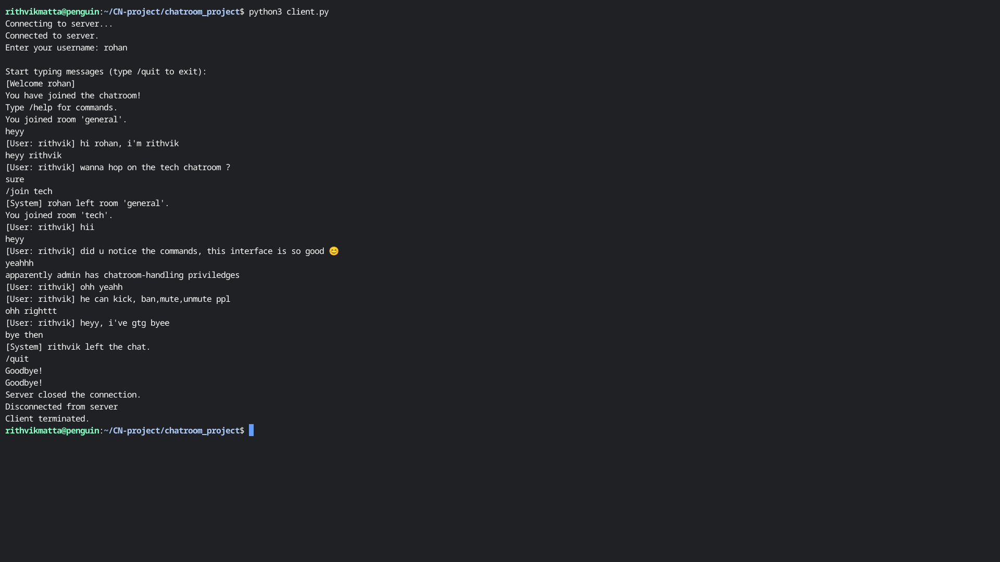 rithvikmatta@penguin:~/CN-project/chatroom_project$ python3 client.py
Connecting to server...
Connected to server.
Enter your username: rohan
Start typing messages (type /quit to exit):
[Welcome rohan]
You have joined the chatroom!
Type /help for commands.
You joined room 'general'.
heyy
[User: rithvik] hi rohan, i'm rithvik
heyy rithvik
[User: rithvik] wanna hop on the tech chatroom ?
sure
/join tech
[System] rohan left room 'general'.
You joined room 'tech'.
[User: rithvik] hii
heyy
[User: rithvik] did u notice the commands, this interface is so good 😊
yeahhh
apparently admin has chatroom-handling priviledges
[User: rithvik] ohh yeahh
[User: rithvik] he can kick, ban,mute,unmute ppl
ohh righttt
[User: rithvik] heyy, i've gtg byee
bye then
[System] rithvik left the chat.
/quit
Goodbye!
Goodbye!
Server closed the connection.
Disconnected from server
Client terminated.
rithvikmatta@penguin:~/CN-project/chatroom_project$